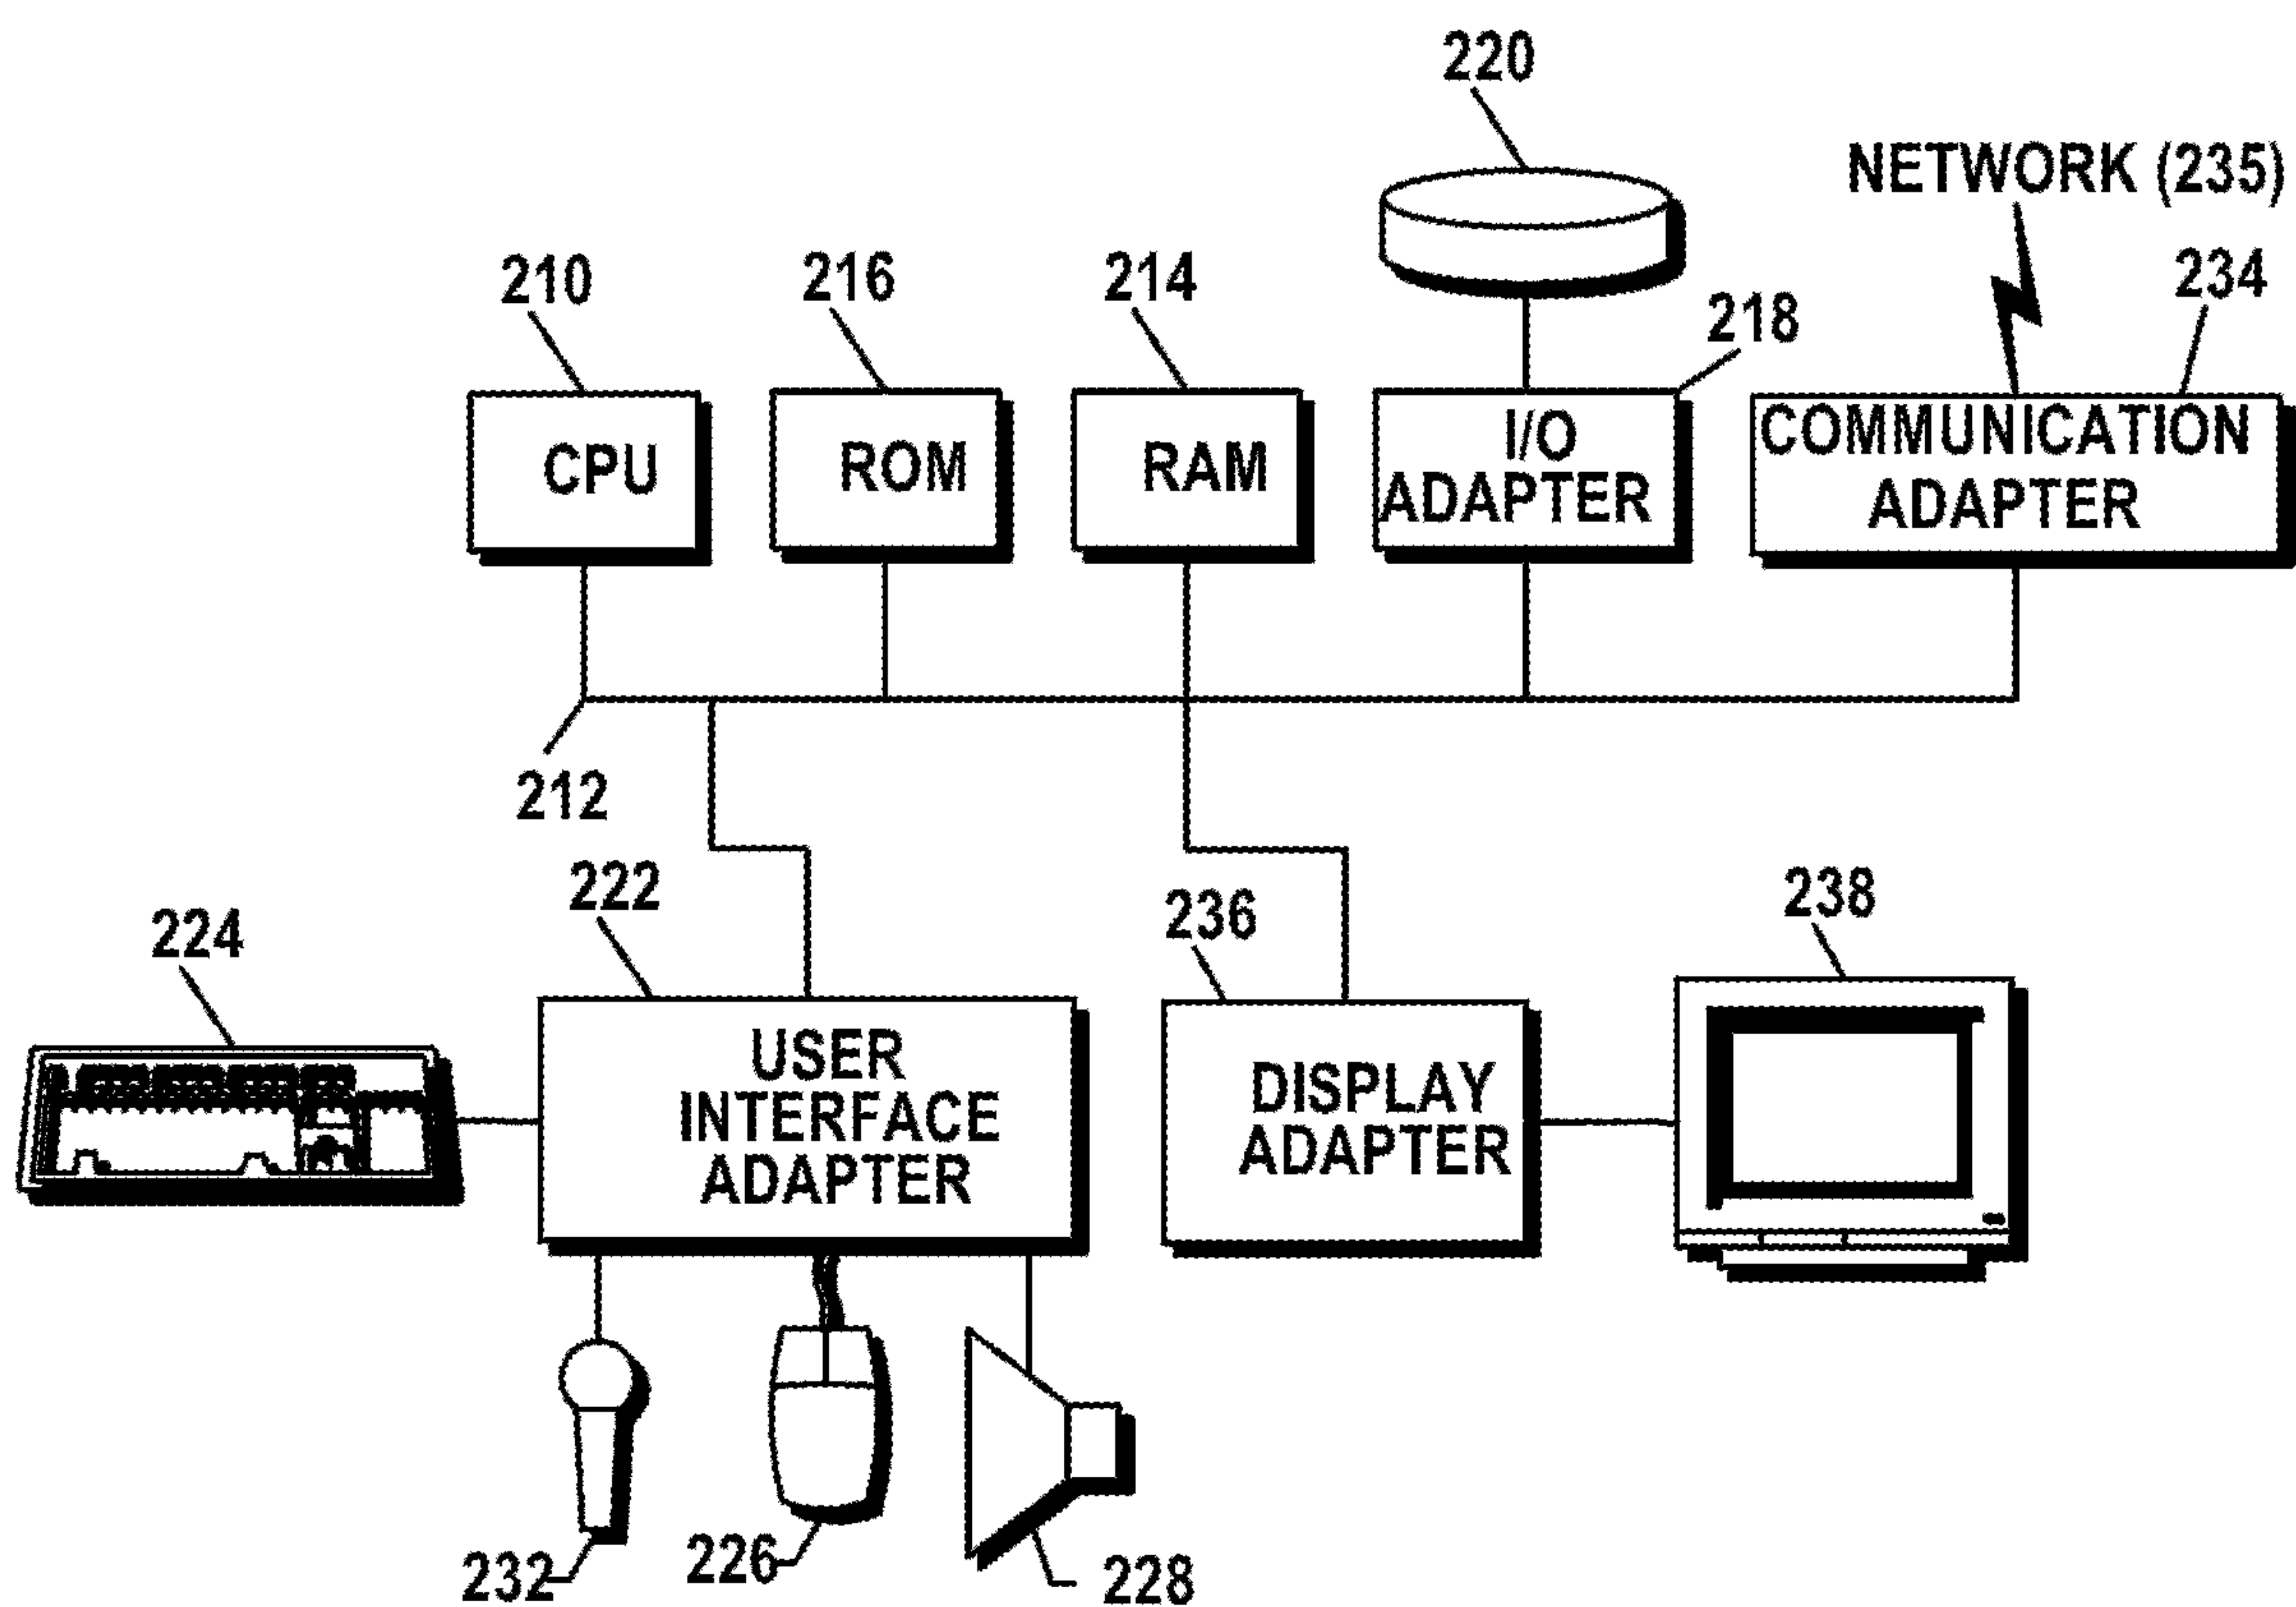 220
NETWORK (235)
210
216
214
218
234
CPU
ROM
RAM
I/O
ADAPTER
COMMUNICATION
ADAPTER
212
222
224
236
238
USER
INTERFACE
ADAPTER
DISPLAY
ADAPTER
232
226
228